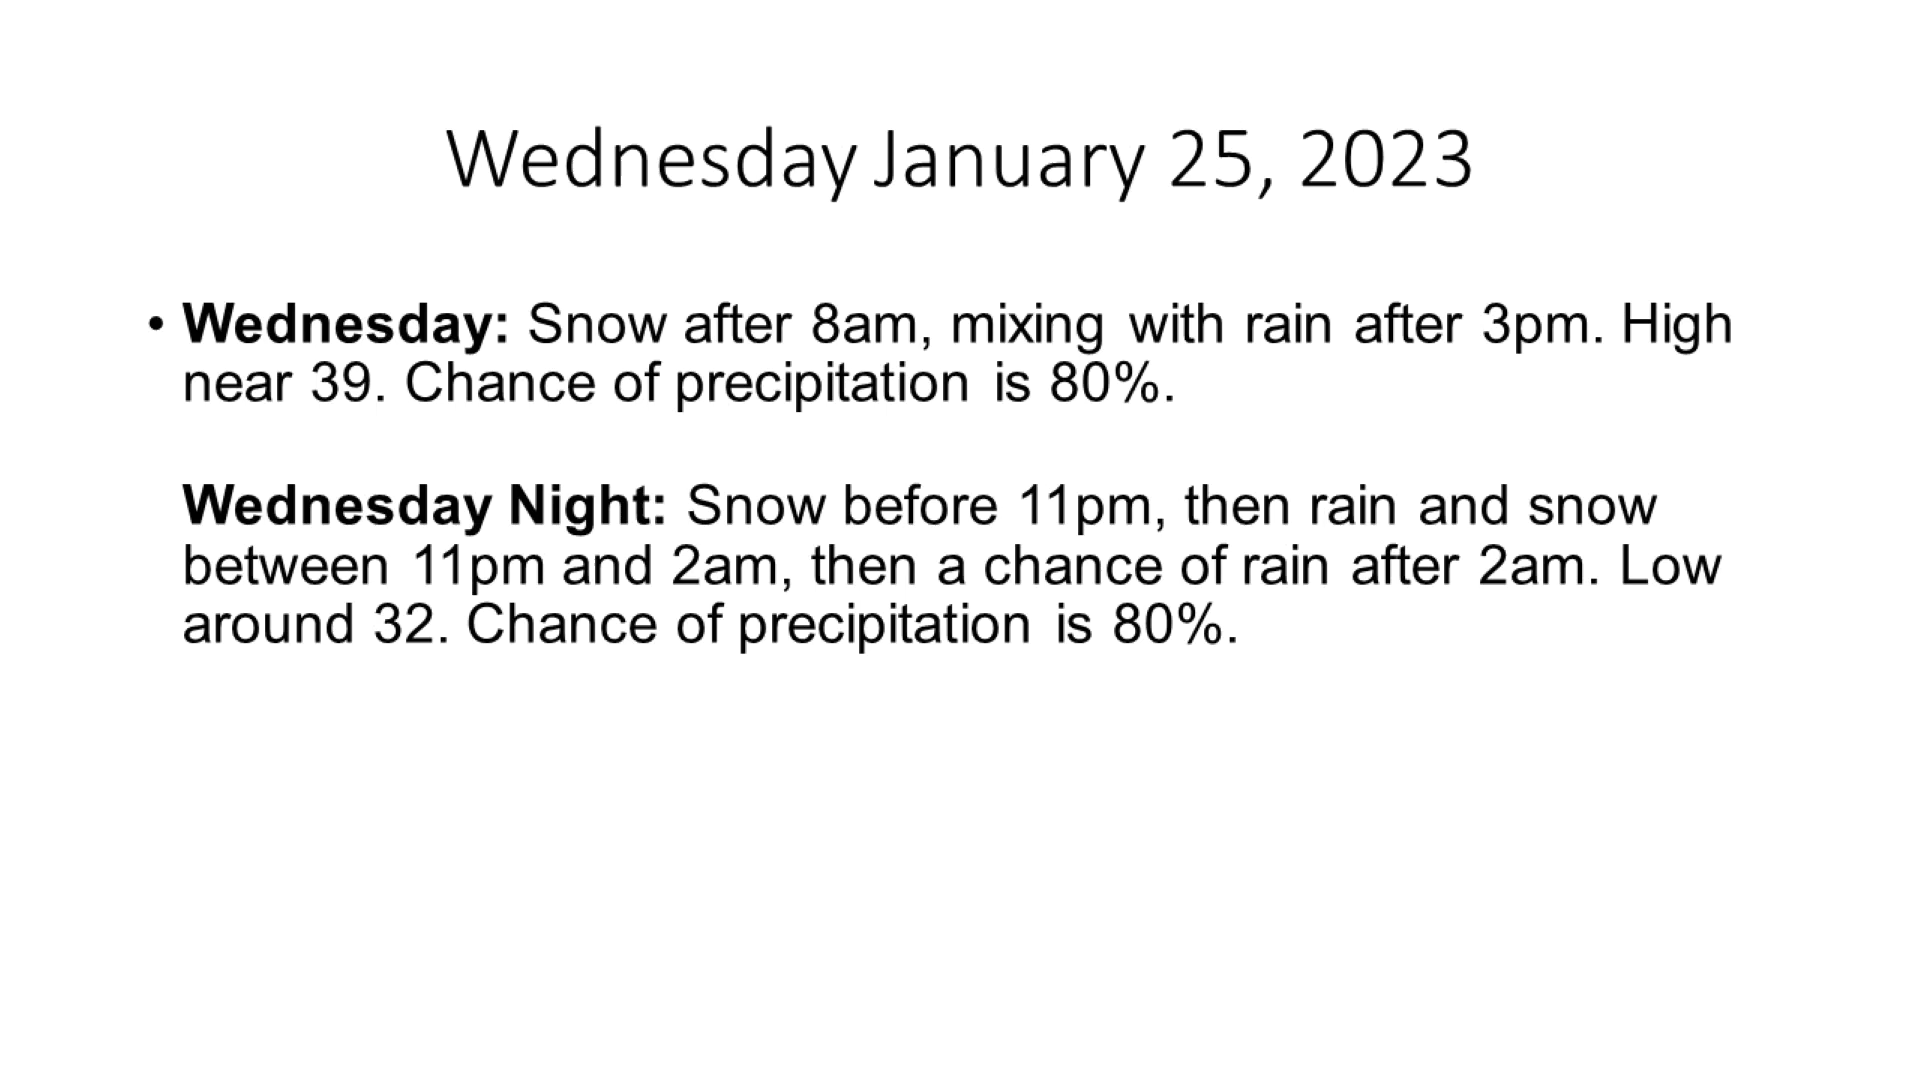 Wednesday January 25, 2023
• Wednesday: Snow after 8am, mixing with rain after 3pm. High
near 39. Chance of precipitation is 80%.
Wednesday Night: Snow before 11pm, then rain and snow
between 11pm and 2am, then a chance of rain after 2am. Low
around 32. Chance of precipitation is 80%.